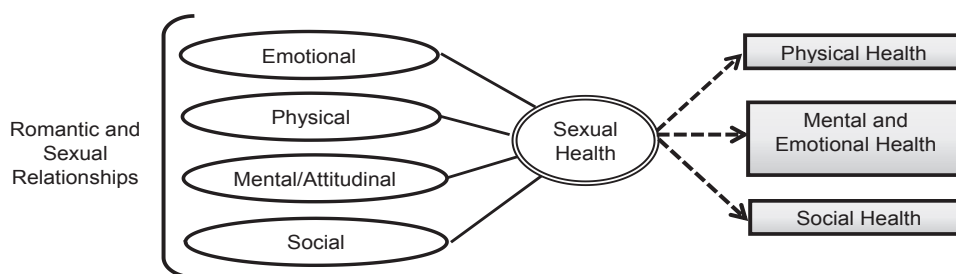 Romantic and
Sexual
Relationships
Emotional
Physical
Mental/Attitudinal
Social
Sexual
Health
Physical Health
Mental and
Emotional Health
Social Health